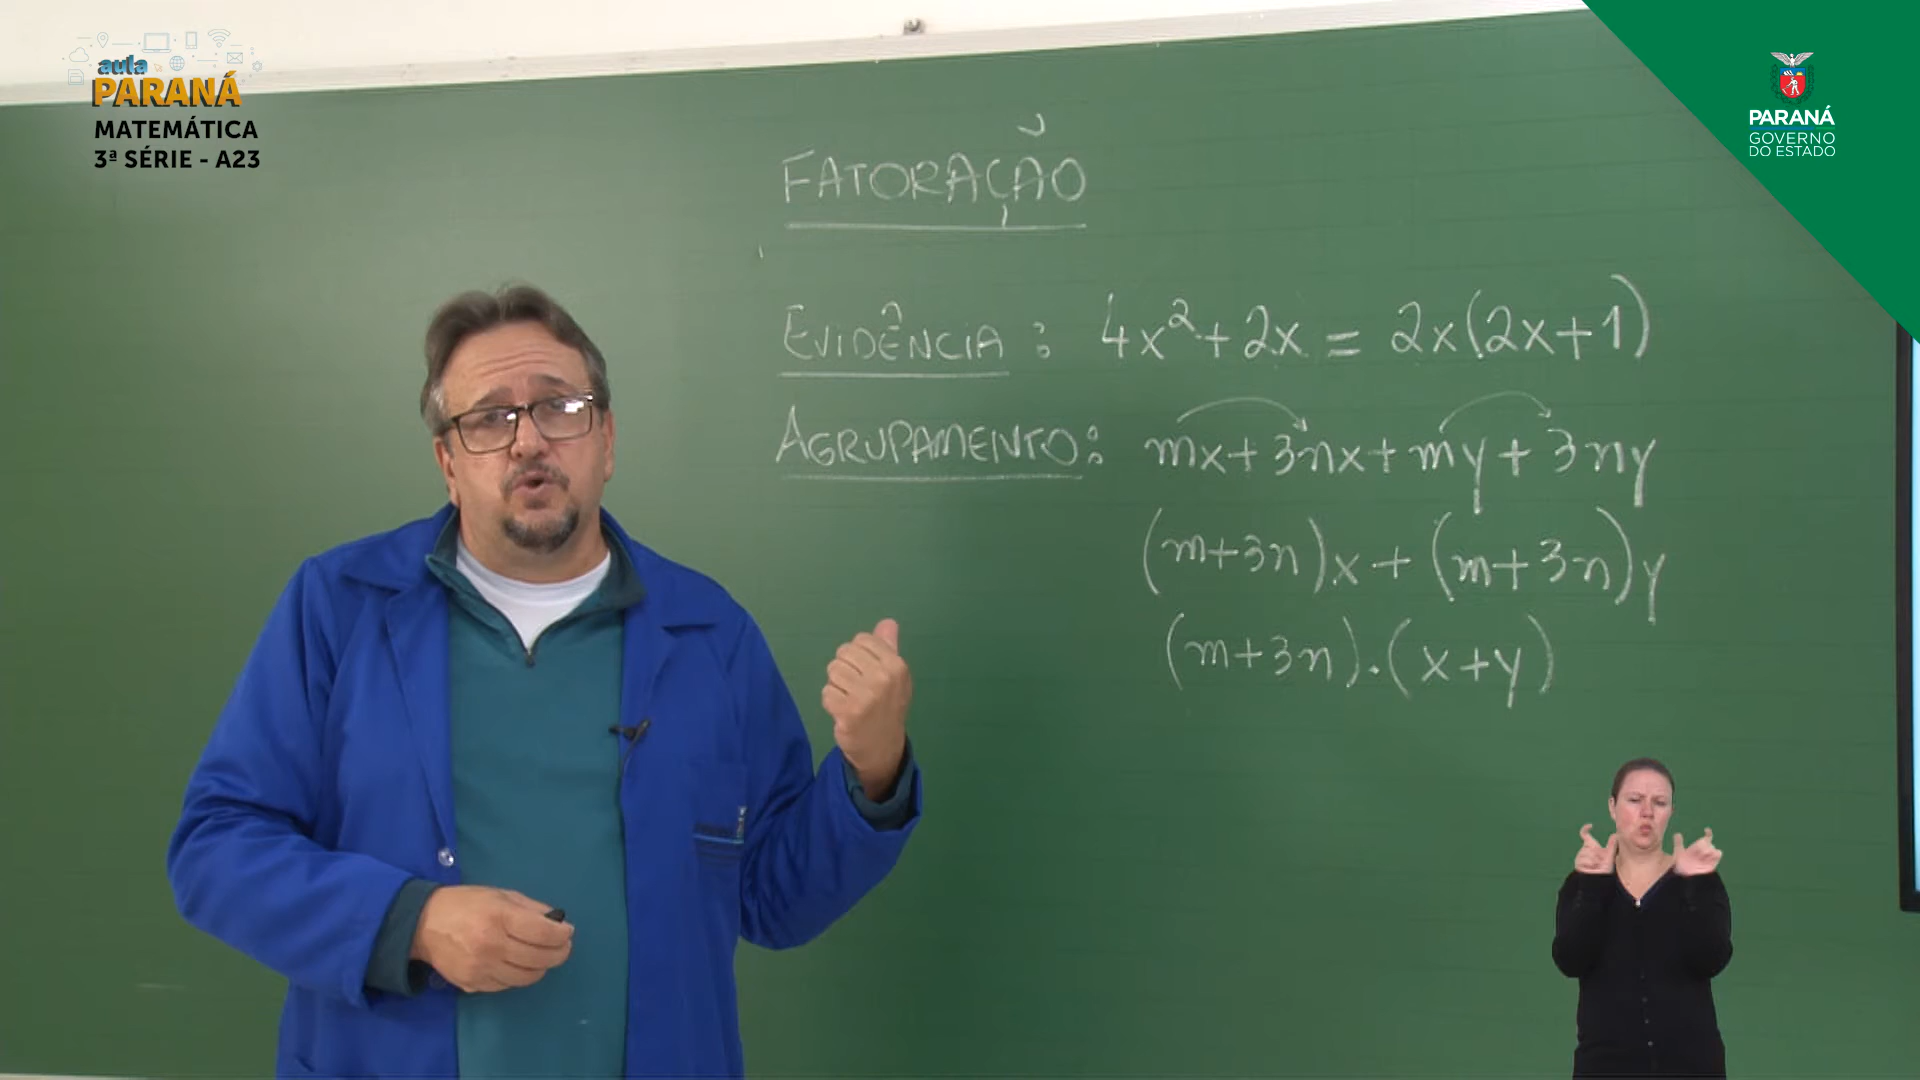 aula
PARANÁ
MATEMÁTICA
3ª SÉRIE - A23
PARANÁ
GOVERNO
DO ESTADO
FATORAÇÃO
EVIDÊNCIA : 4x² + 2x = 2x(2x+1)
AGRUPAMENTO: mx + 3nx + my + 3ny
(m+3n)x + (m+3n)y
(m+3n).(x+y)